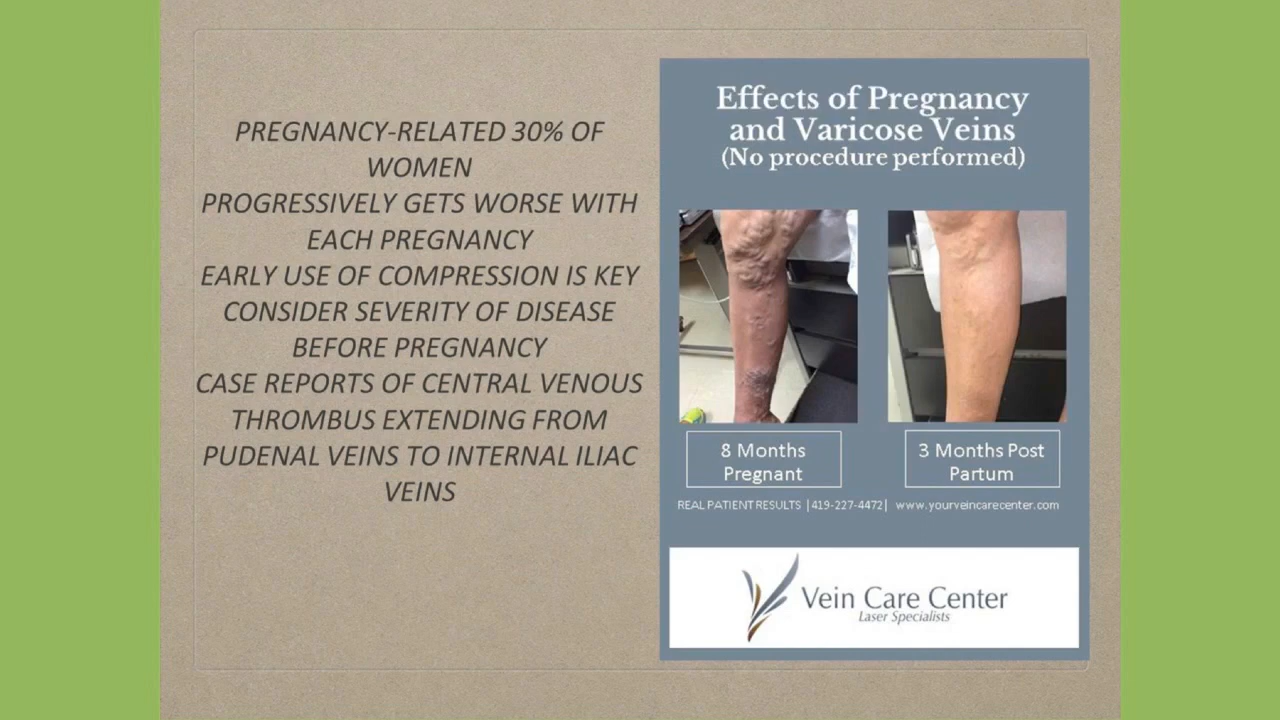 PREGNANCY-RELATED 30% OF
WOMEN
PROGRESSIVELY GETS WORSE WITH
EACH PREGNANCY
EARLY USE OF COMPRESSION IS KEY
CONSIDER SEVERITY OF DISEASE
BEFORE PREGNANCY
CASE REPORTS OF CENTRAL VENOUS
THROMBUS EXTENDING FROM
PUDENAL VEINS TO INTERNAL ILIAC
VEINS
Effects of Pregnancy
and Varicose Veins
(No procedure performed)
8 Months
Pregnant
3 Months Post
Partum
REAL PATIENT RESULTS |419-227-4472| www.yourveincarecenter.com
Vein Care Center
Laser Specialists